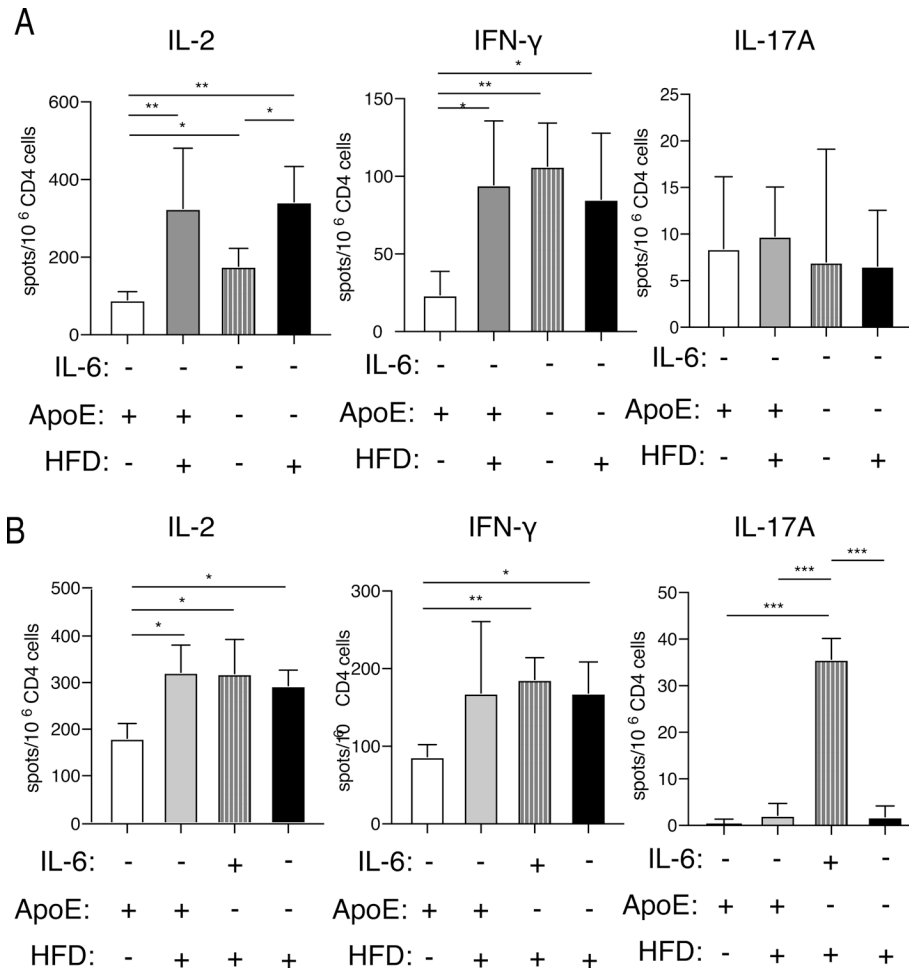 A
IL-2 IFN-γ IL-17A
** * 
** ** 
* * *
600 150 25
400 100 20
200 50 15
0 0 10
5
0
spots/10 6 CD4 cells spots/10 6 CD4 cells spots/10 6 CD4 cells
IL-6: - - - - IL-6: - - - - IL-6: - - - -
ApoE: + + - - ApoE: + + - - ApoE: + + - -
HFD: - + - + HFD: - + - + HFD: - + - +
B
IL-2 IFN-γ IL-17A
* * ***
* ** ***
* ***
500 300 50
400 200 40
300 100 30
200 0 20
100 10
0 0
spots/10 6 CD4 cells spots/10 6 CD4 cells spots/10 6 CD4 cells
IL-6: - - + - IL-6: - - + - IL-6: - - + -
ApoE: + + - - ApoE: + + - - ApoE: + + - -
HFD: - + + + HFD: - + + + HFD: - + + +